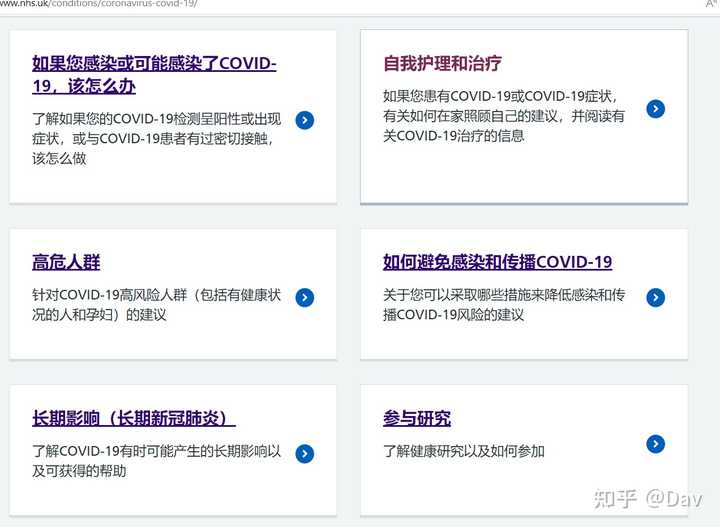 www.nhs.uk/conditions/coronavirus-covid-19/
如果您感染或可能感染了COVID-
19，该怎么办
了解如果您的COVID-19检测呈阳性或出现
症状，或与COVID-19患者有过密切接触，
该怎么做
自我护理和治疗
如果您患有COVID-19或COVID-19症状，
有关如何在家照顾自己的建议，并阅读有
关COVID-19治疗的信息
高危人群
针对COVID-19高风险人群（包括有健康状
况的人和孕妇）的建议
如何避免感染和传播COVID-19
关于您可以采取哪些措施来降低感染和传
播COVID-19风险的建议
长期影响（长期新冠肺炎）
了解COVID-19有时可能产生的长期影响以
及可获得的帮助
参与研究
了解健康研究以及如何参加
知乎 @Dav